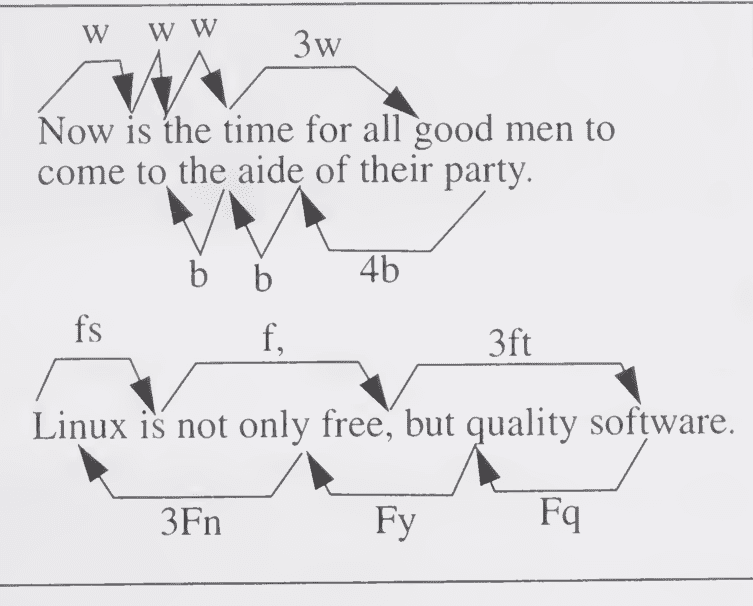 w w w 3w
Now is the time for all good men to
come to the aide of their party.
b b 4b
fs f, 3ft
Linux is not only free, but quality software.
3Fn Fy Fq